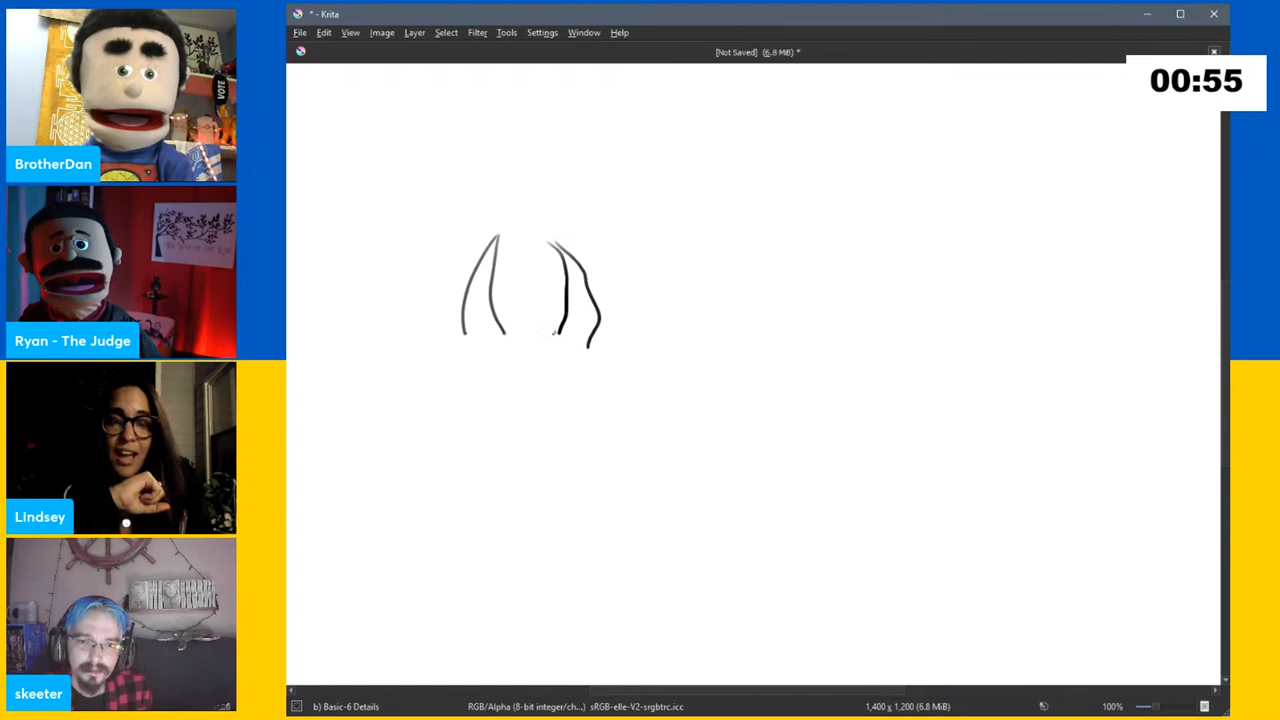 * - Krita
File Edit View Image Layer Select Filter Tools Settings Window Help
[Not Saved] (6.8 MiB) *
00:55
VOTE
BrotherDan
Ryan - The Judge
Lindsey
skeeter
b) Basic-6 Details RGB/Alpha (8-bit integer/ch...) sRGB-elle-V2-srgbtrc.icc 1,400 x 1,200 (6.8 MiB) 100%